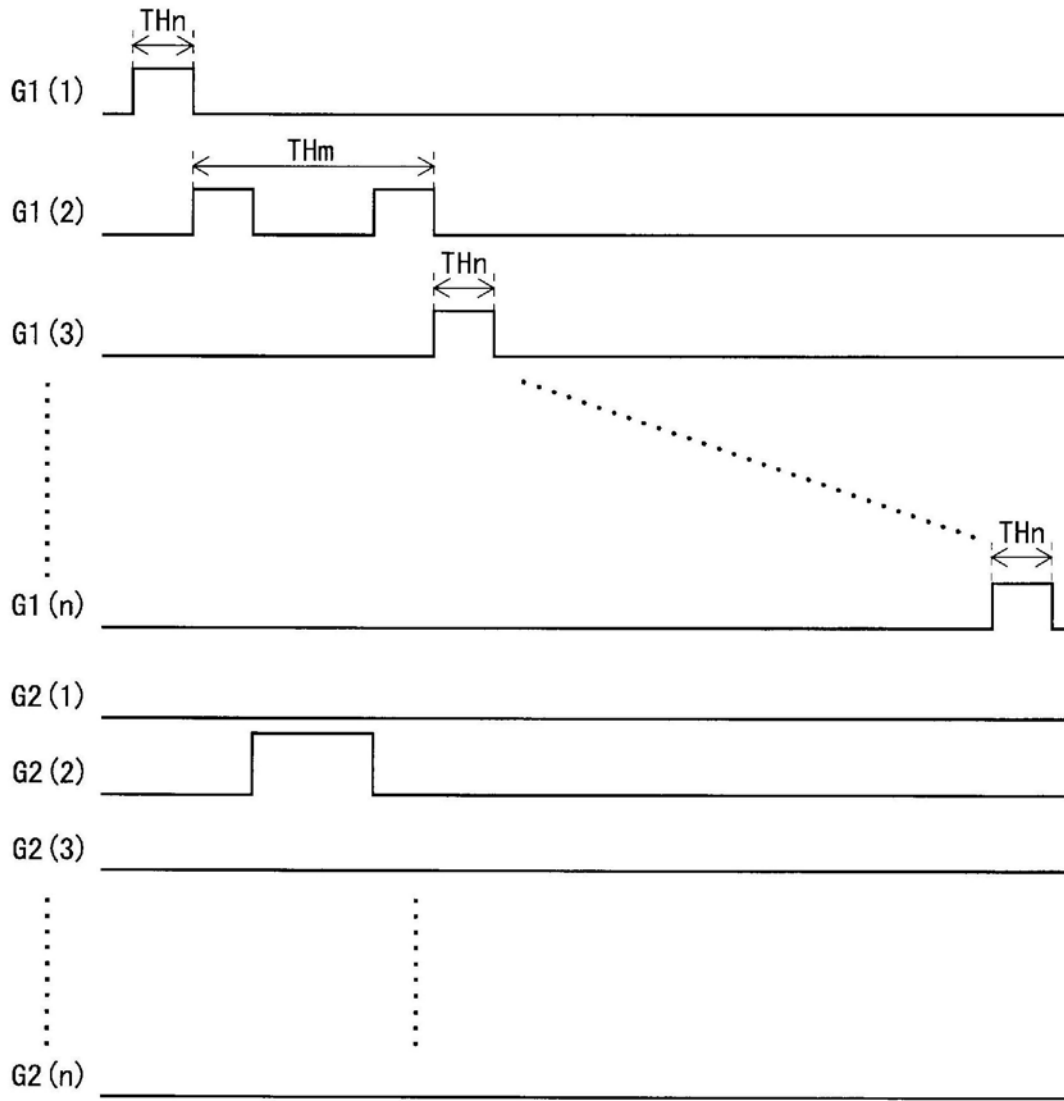 THn
G1(1)
THm
G1(2)
THn
G1(3)
THn
G1(n)
G2(1)
G2(2)
G2(3)
G2(n)